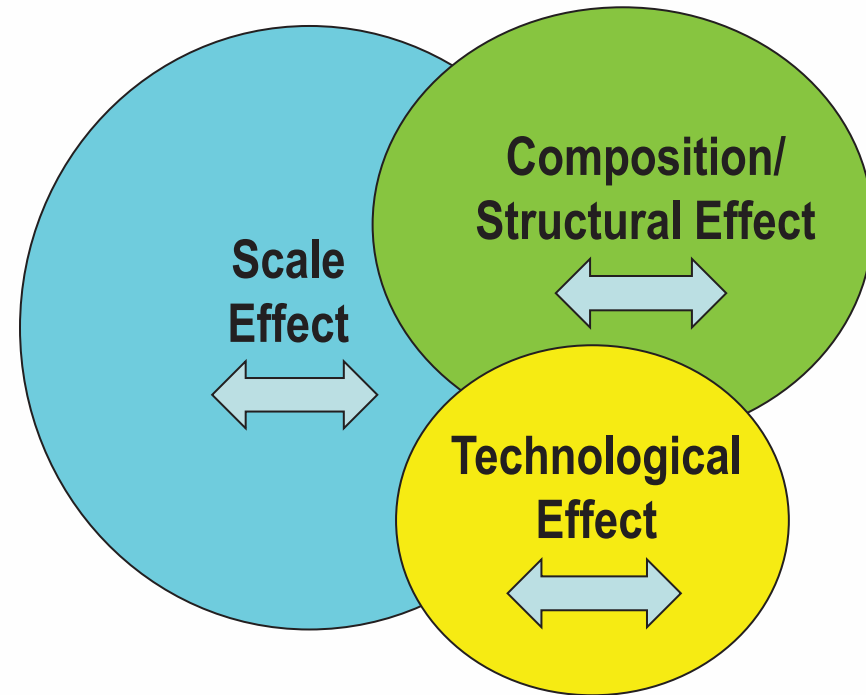 Scale
Effect
Composition/
Structural Effect
Technological
Effect